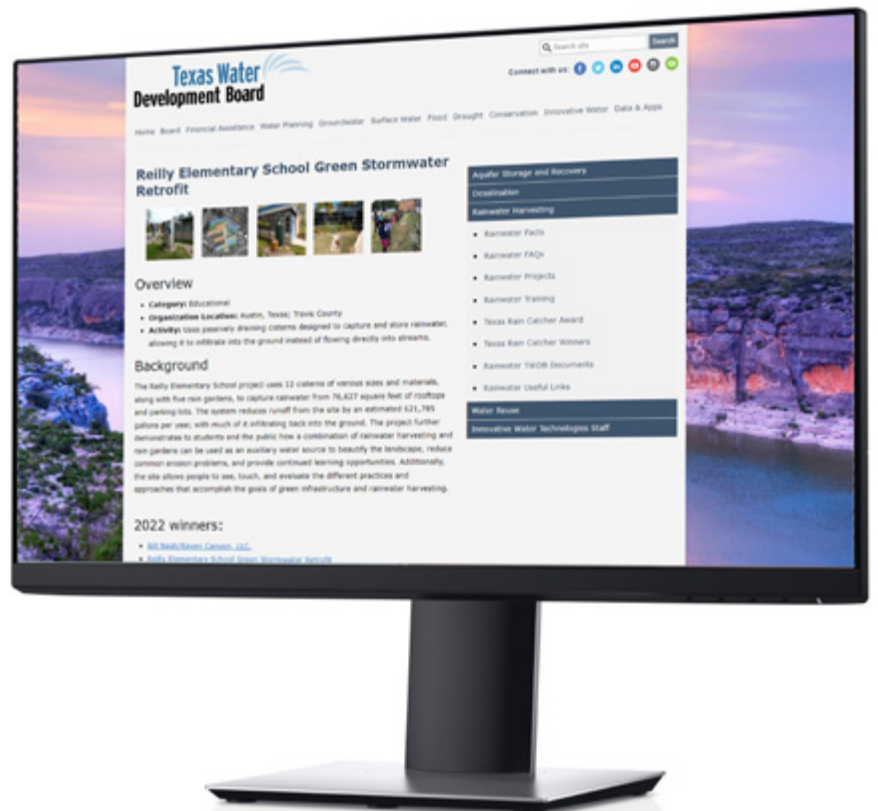 Texas Water
Development Board
Search site
Search
Connect with us:
Home Board Financial Assistance Water Planning Groundwater Surface Water Flood Drought Conservation Innovative Water Data & Apps
Reilly Elementary School Green Stormwater
Retrofit
Overview
• Category: Educational
• Organization Location: Austin, Texas; Travis County
• Activity: Uses passively draining cisterns designed to capture and store rainwater,
allowing it to infiltrate into the ground instead of flowing directly into streams.
Background
The Reilly Elementary School project uses 12 cisterns of various sizes and materials,
along with five rain gardens, to capture rainwater from 76,627 square feet of rooftops
and parking lots. The system reduces runoff from the site by an estimated 621,785
gallons per year, with much of it infiltrating back into the ground. The project further
demonstrates to students and the public how a combination of rainwater harvesting and
rain gardens can be used as an auxiliary water source to beautify the landscape, reduce
common erosion problems, and provide continued learning opportunities. Additionally,
the site allows people to see, touch, and evaluate the different practices and
approaches that accomplish the goals of green infrastructure and rainwater harvesting.
2022 winners:
• Bill Nash/Raven Canyon, LLC.
• Reilly Elementary School Green Stormwater Retrofit
Aquifer Storage and Recovery
Desalination
Rainwater Harvesting
• Rainwater Facts
• Rainwater FAQs
• Rainwater Projects
• Rainwater Training
• Texas Rain Catcher Award
• Texas Rain Catcher Winners
• Rainwater TWDB Documents
• Rainwater Useful Links
Water Reuse
Innovative Water Technologies Staff